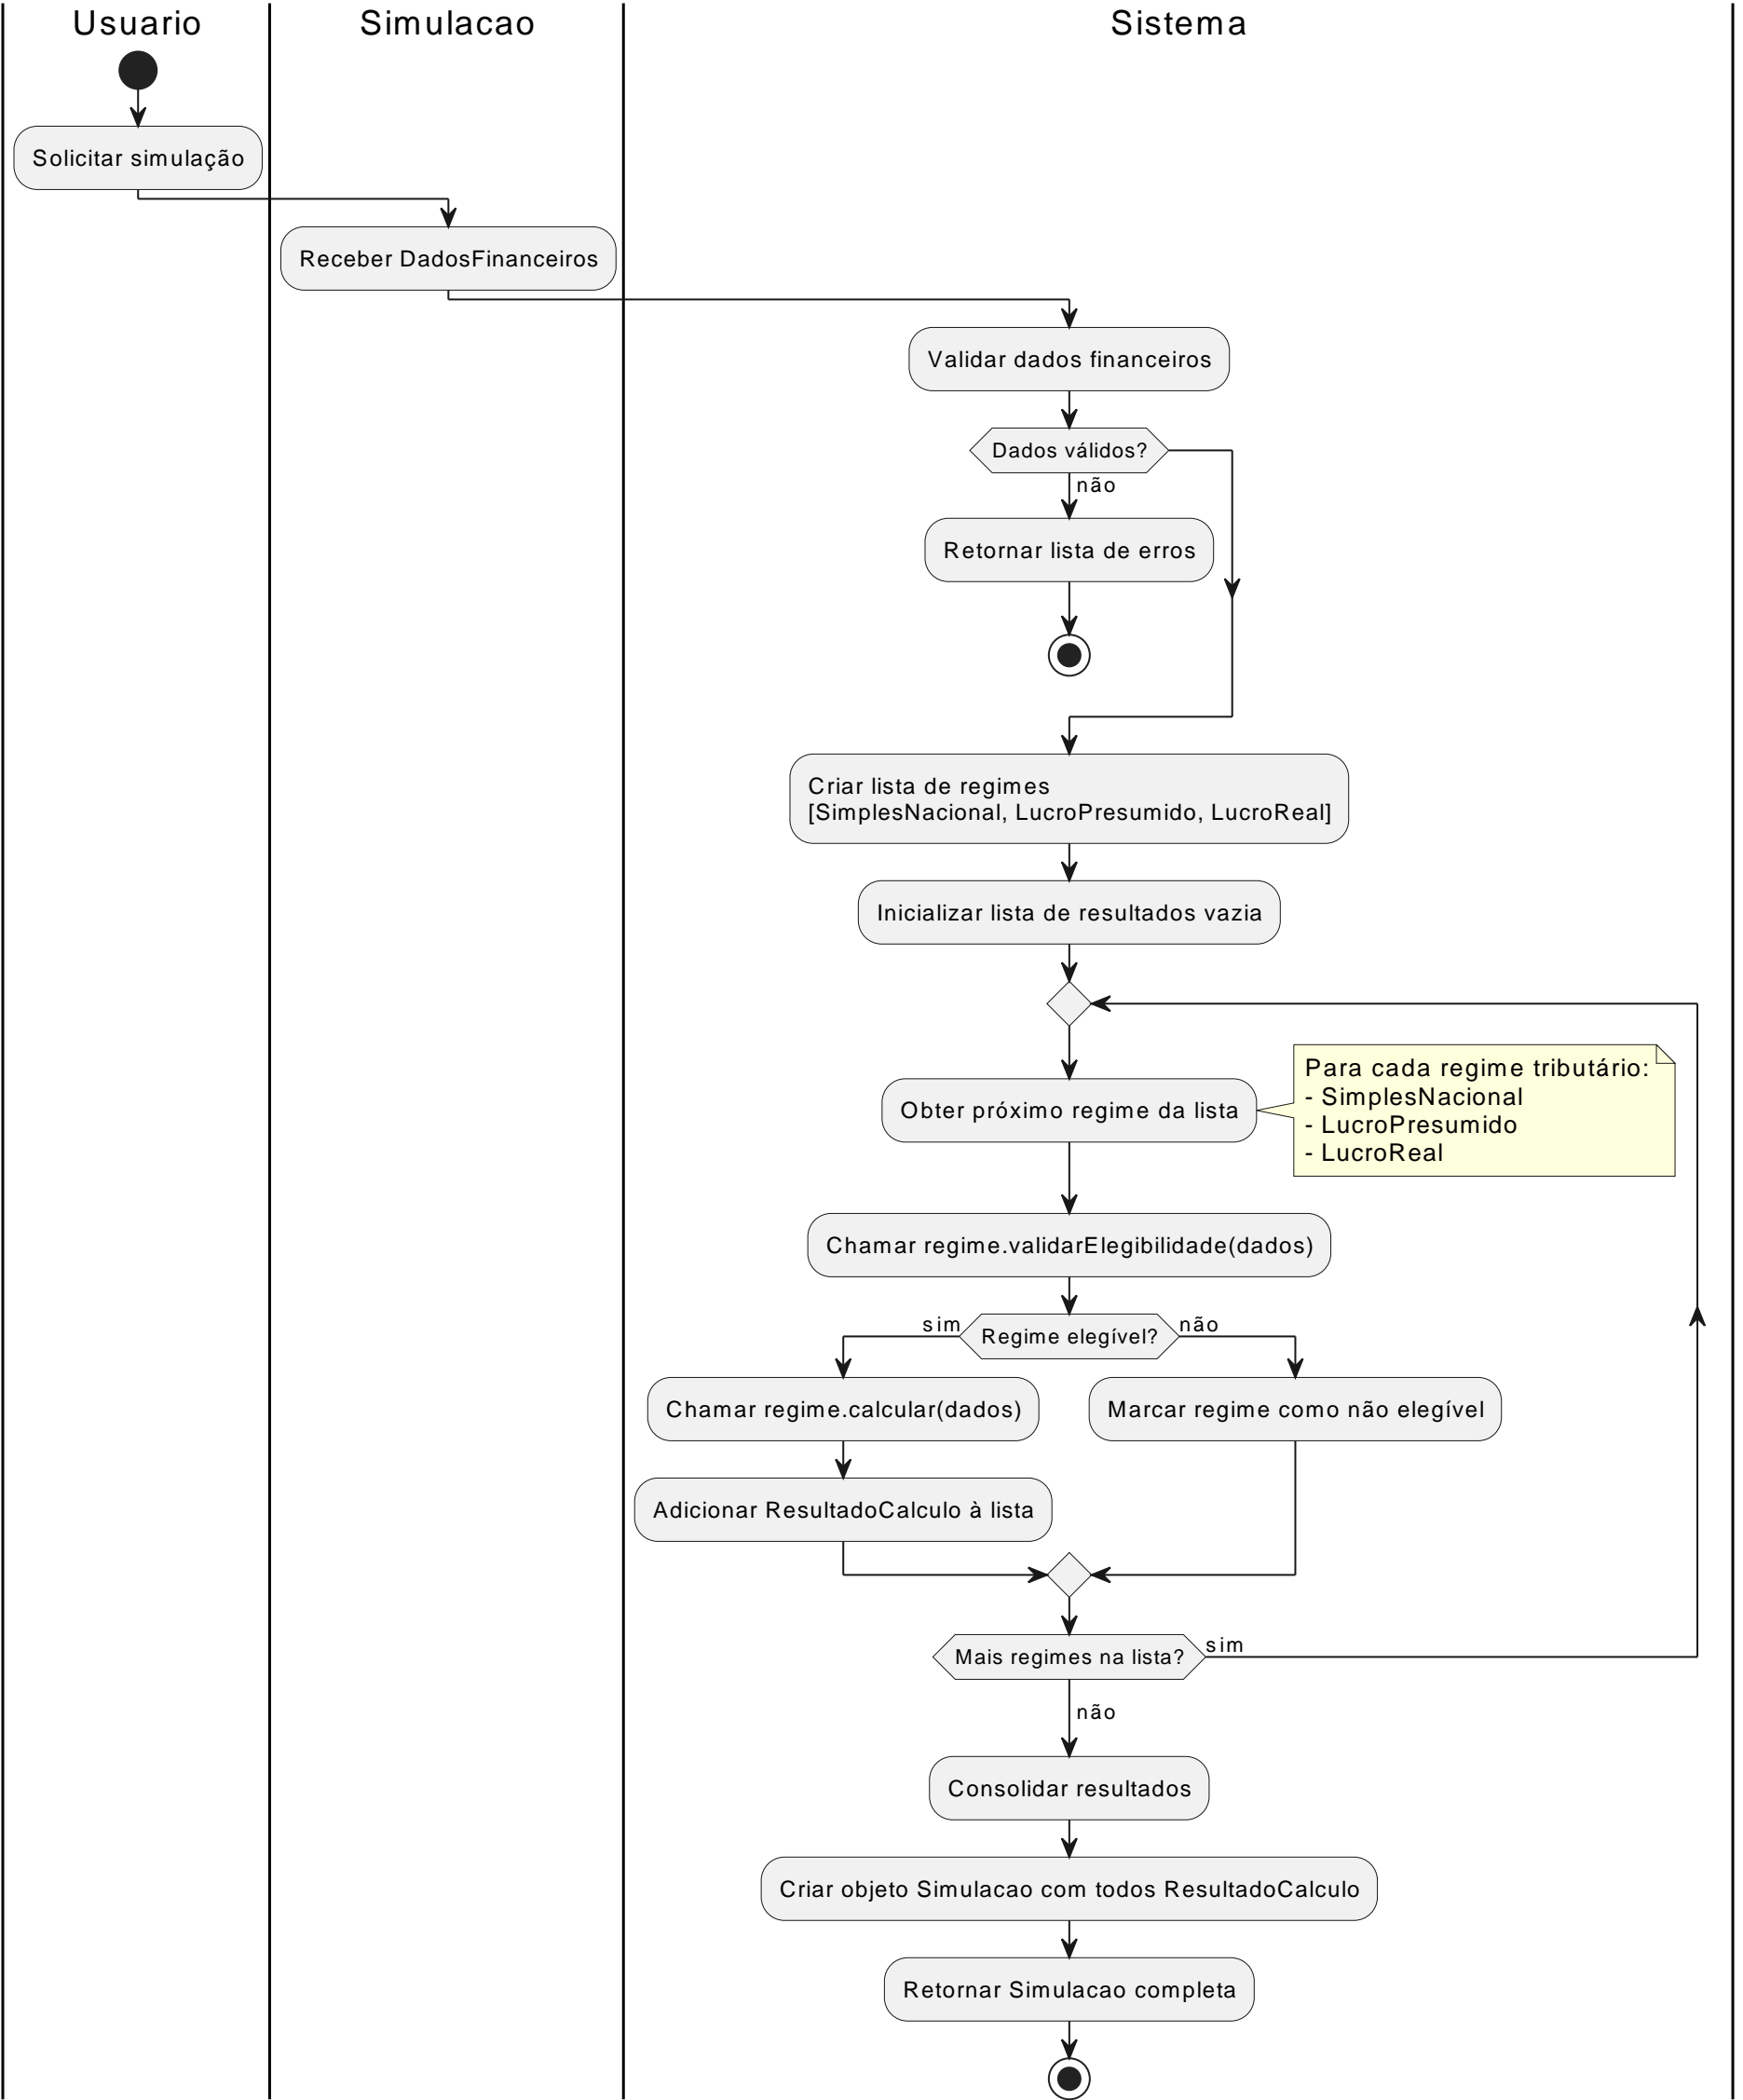 Usuario
Simulacao
Sistema
Solicitar simulação
Receber DadosFinanceiros
Validar dados financeiros
Dados válidos?
não
Retornar lista de erros
Criar lista de regimes
[SimplesNacional, LucroPresumido, LucroReal]
Inicializar lista de resultados vazia
Obter próximo regime da lista
Para cada regime tributário:
- SimplesNacional
- LucroPresumido
- LucroReal
Chamar regime.validarElegibilidade(dados)
sim
Regime elegível?
não
Chamar regime.calcular(dados)
Marcar regime como não elegível
Adicionar ResultadoCalculo à lista
Mais regimes na lista?
sim
não
Consolidar resultados
Criar objeto Simulacao com todos ResultadoCalculo
Retornar Simulacao completa